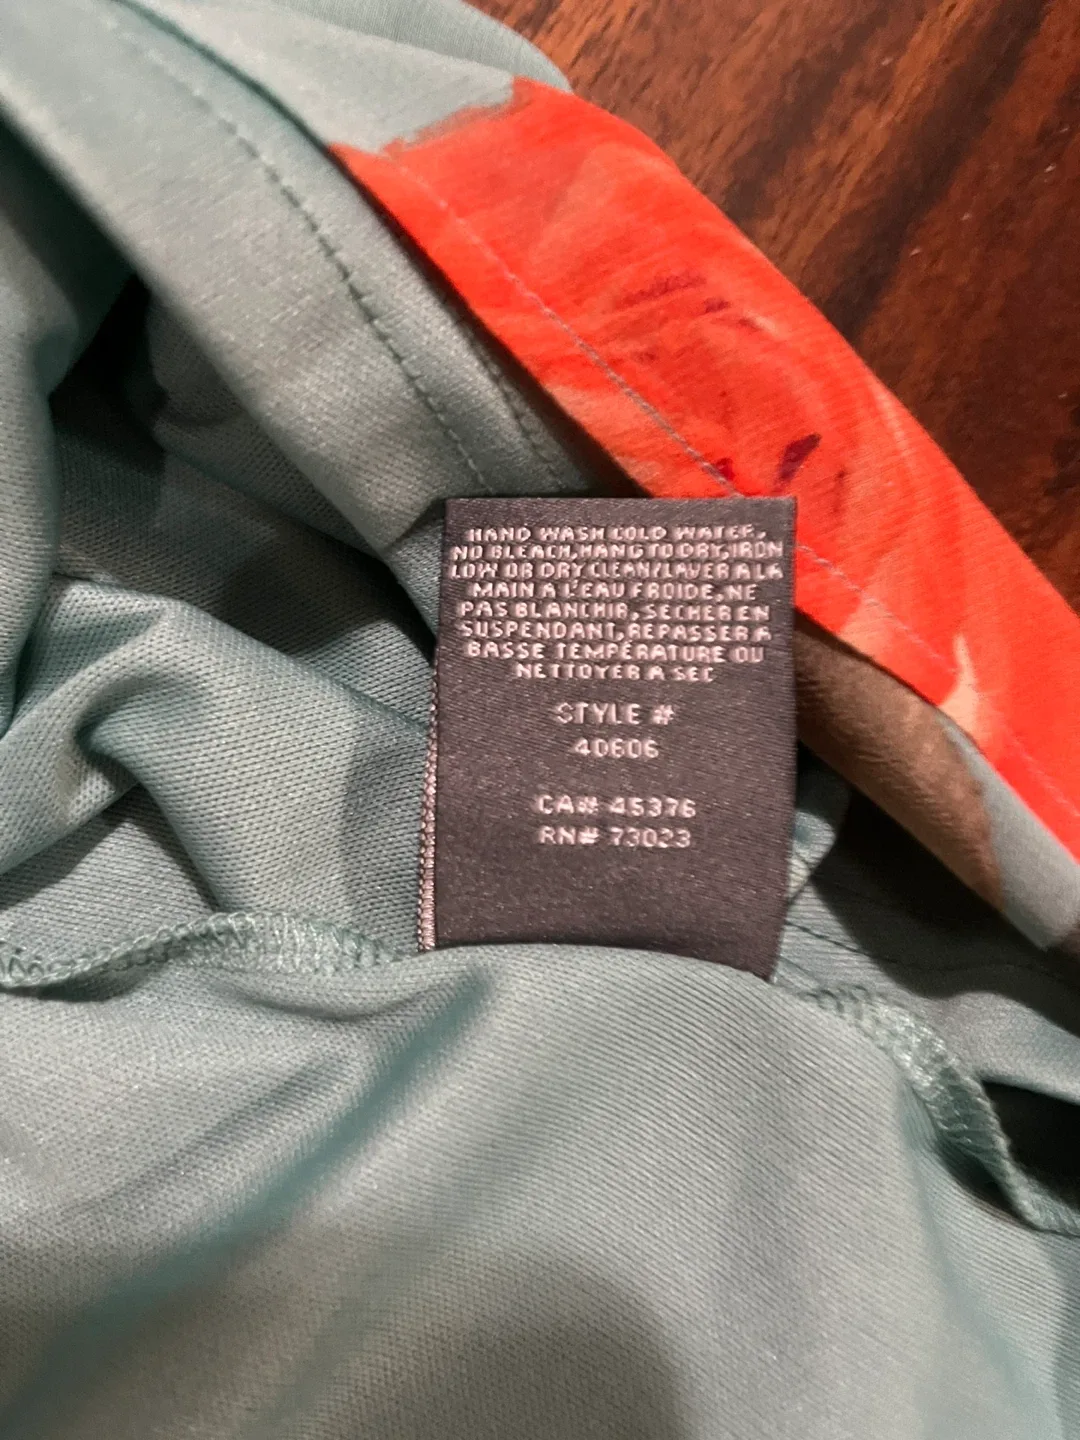 HAND WASH COLD WATER,
NO BLEACH,HANG TO DRY,IRON
LOW OR DRY CLEAN/LAVER A LA
MAIN A L'EAU FROIDE,NE
PAS BLANCHIR,SECHER EN
SUSPENDANT,REPASSER A
BASSE TEMPÉRATURE OU
NETTOYER A SEC
STYLE #
40606
CA# 45376
RN# 73023